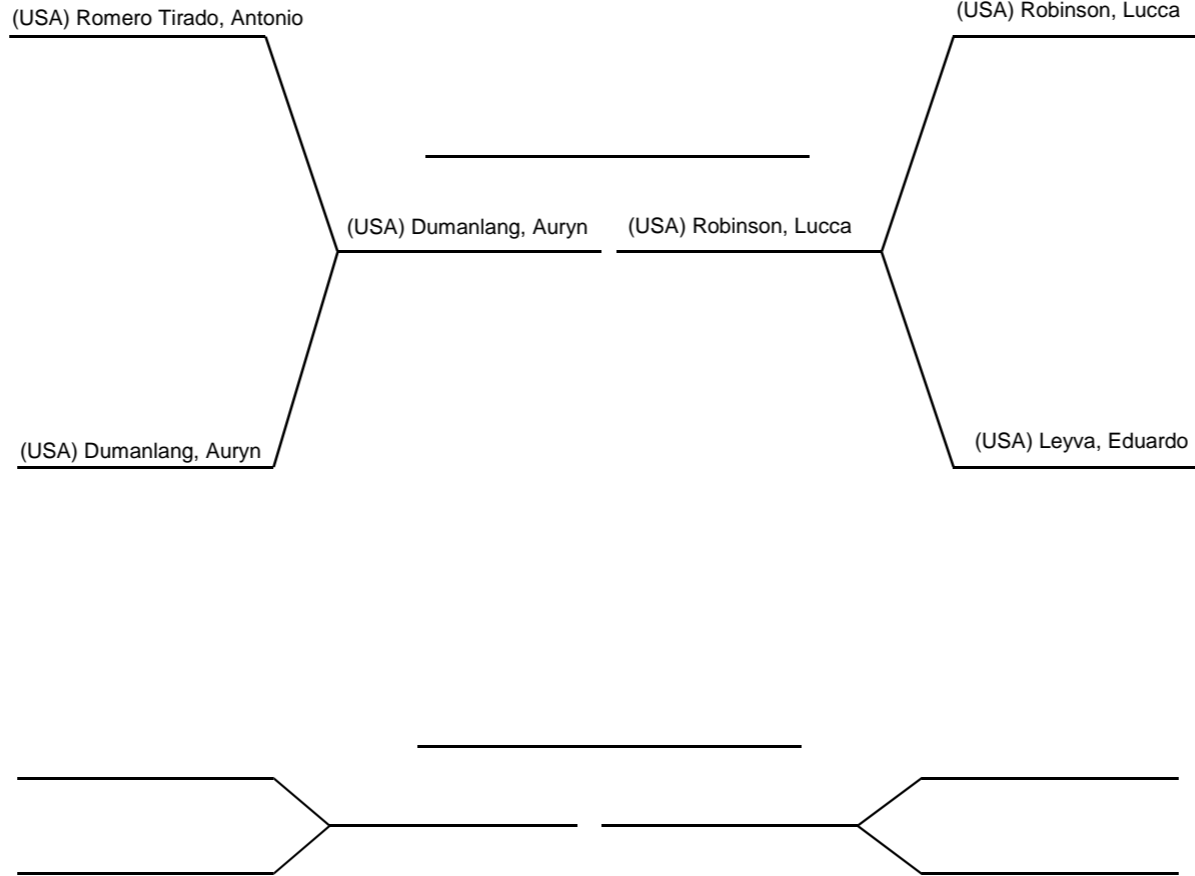 (USA) Romero Tirado, Antonio
(USA) Robinson, Lucca
(USA) Dumanlang, Auryn
(USA) Robinson, Lucca
(USA) Dumanlang, Auryn
(USA) Leyva, Eduardo